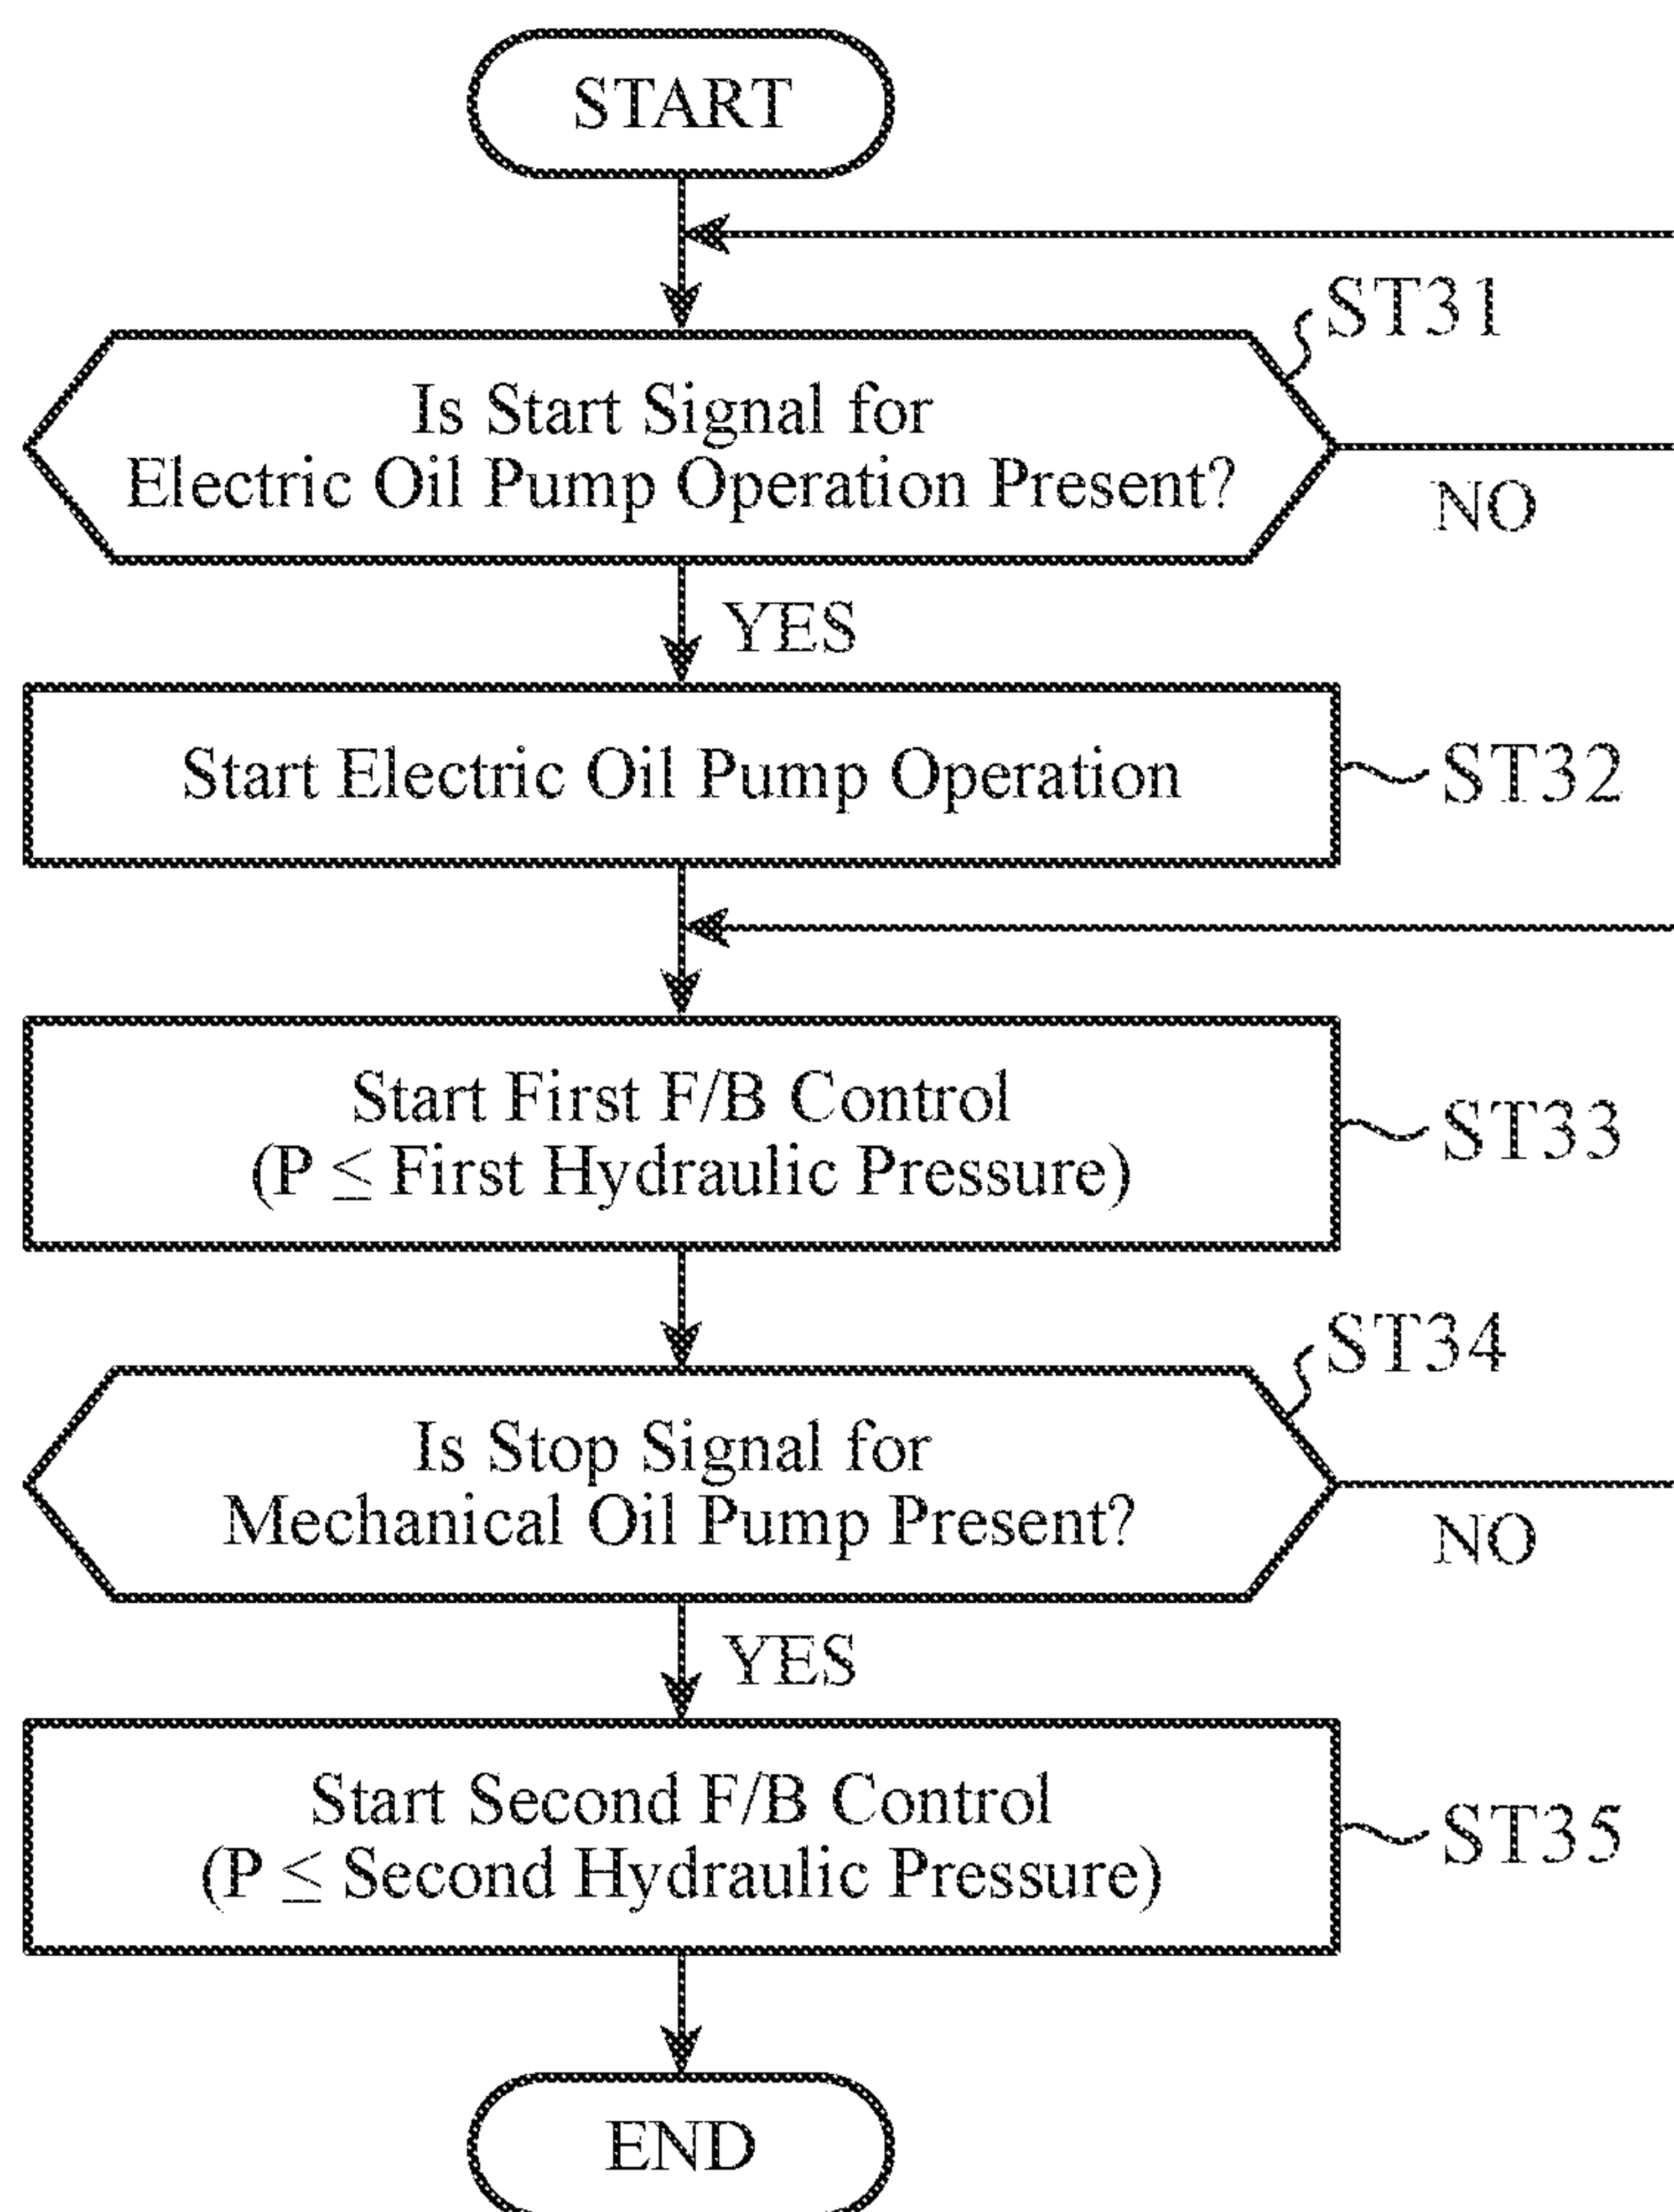 START
ST31
Is Start Signal for
Electric Oil Pump Operation Present?
NO
YES
Start Electric Oil Pump Operation
ST32
Start First F/B Control
(P ≤ First Hydraulic Pressure)
ST33
ST34
Is Stop Signal for
Mechanical Oil Pump Present?
NO
YES
Start Second F/B Control
(P ≤ Second Hydraulic Pressure)
ST35
END